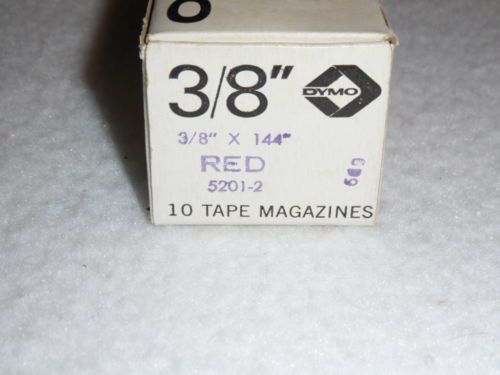 3/8" DYMO
3/8" X 144"
RED
5201-2
10 TAPE MAGAZINES